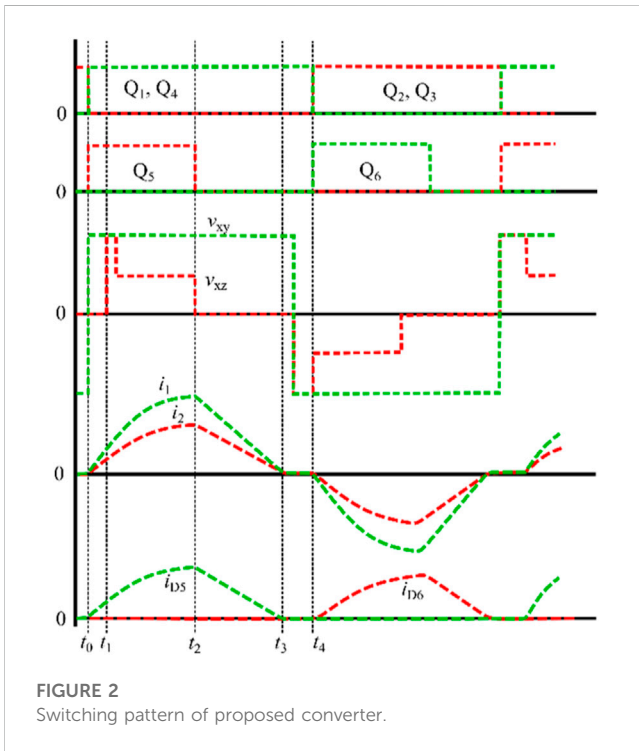 0
Q1, Q4
Q2, Q3
0
Q5
Q6
vxy
0
vxz
i1
i2
0
iD5
iD6
0
t0 t1 t2 t3 t4
FIGURE 2
Switching pattern of proposed converter.